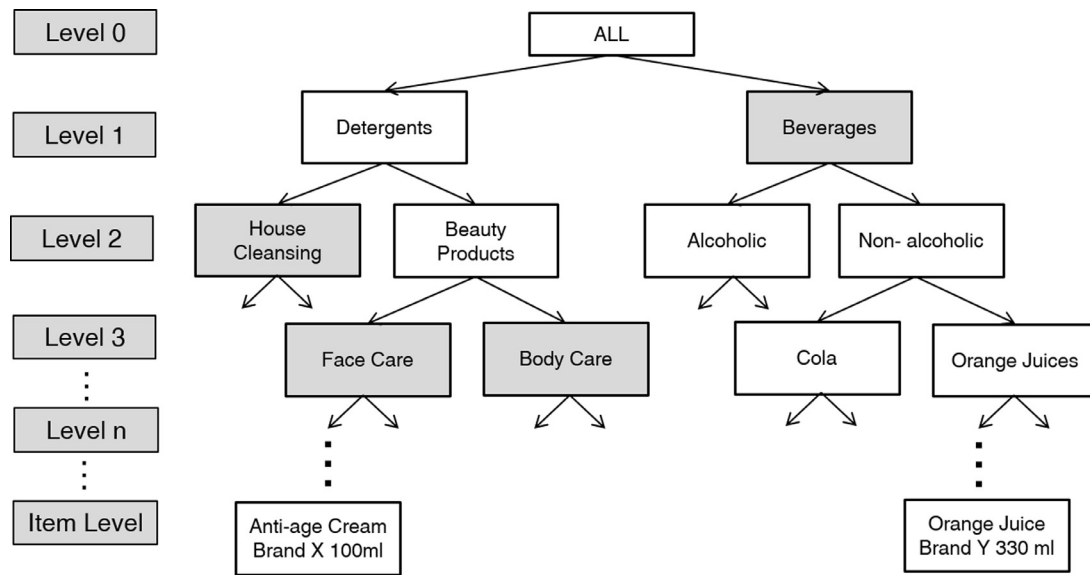 Level 0
ALL
Level 1
Detergents
Beverages
Level 2
House
Cleansing
Beauty
Products
Alcoholic
Non- alcoholic
Level 3
Face Care
Body Care
Cola
Orange Juices
Level n
Item Level
Anti-age Cream
Brand X 100ml
Orange Juice
Brand Y 330 ml